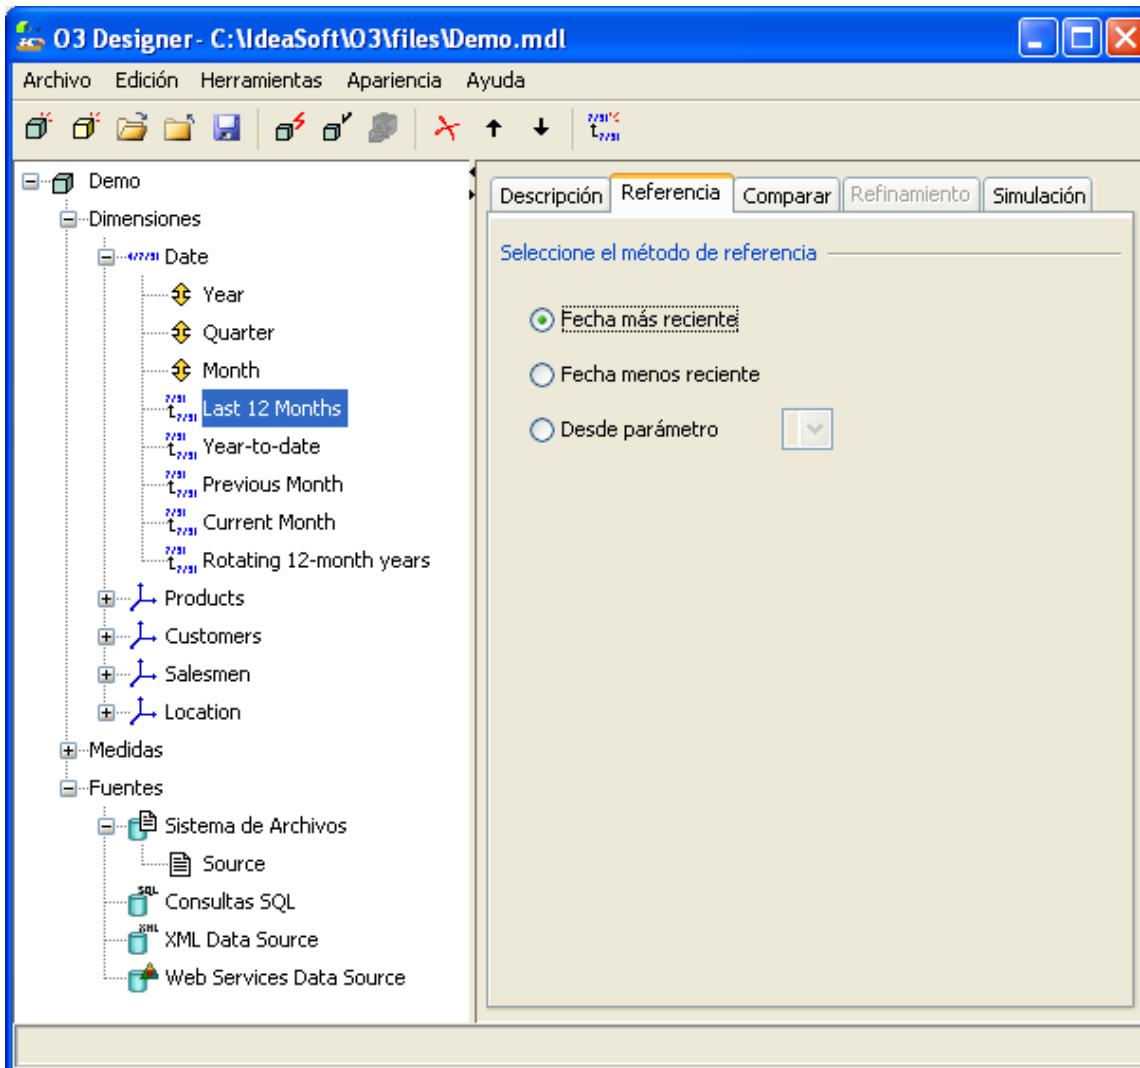 O3 Designer - C:\IdeaSoft\O3\files\Demo.mdl
Archivo Edición Herramientas Apariencia Ayuda
Demo
Dimensiones
Date
Year
Quarter
Month
Last 12 Months
Year-to-date
Previous Month
Current Month
Rotating 12-month years
Products
Customers
Salesmen
Location
Medidas
Fuentes
Sistema de Archivos
Source
SQL
Consultas SQL
XML
XML Data Source
Web Services Data Source
Descripción Referencia Comparar Refinamiento Simulación
Seleccione el método de referencia
Fecha más reciente
Fecha menos reciente
Desde parámetro